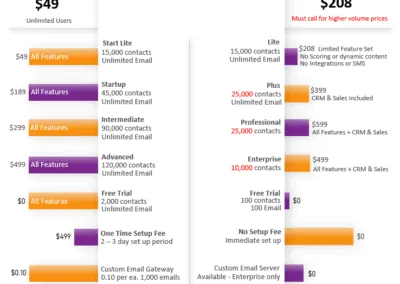 $49
Unlimited Users
$208
Must call for higher volume prices
$49
All Features
Start Lite
15,000 contacts
Unlimited Email
Lite
15,000 contacts
Unlimited Email
$208 Limited Feature Set
No Scoring or dynamic content
No Integrations or SMS
$189
All Features
Startup
45,000 contacts
Unlimited Email
Plus
25,000 contacts
Unlimited Email
$399
CRM & Sales included
$299
All Features
Intermediate
90,000 contacts
Unlimited Email
Professional
25,000 contacts
$599
All Features + CRM & Sales
$499
All Features
Advanced
120,000 contacts
Unlimited Email
Enterprise
10,000 contacts
$499
All Features + CRM & Sales
$0
All Features
Free Trial
2,000 contacts
Unlimited Email
Free Trial
100 contacts
100 Email
$0
$499
One Time Setup Fee
2 – 3 day set up period
No Setup Fee
Immediate set up
$0
$0.10
Custom Email Gateway
0.10 per ea. 1,000 emails
Custom Email Server
Available - Enterprise only
$0